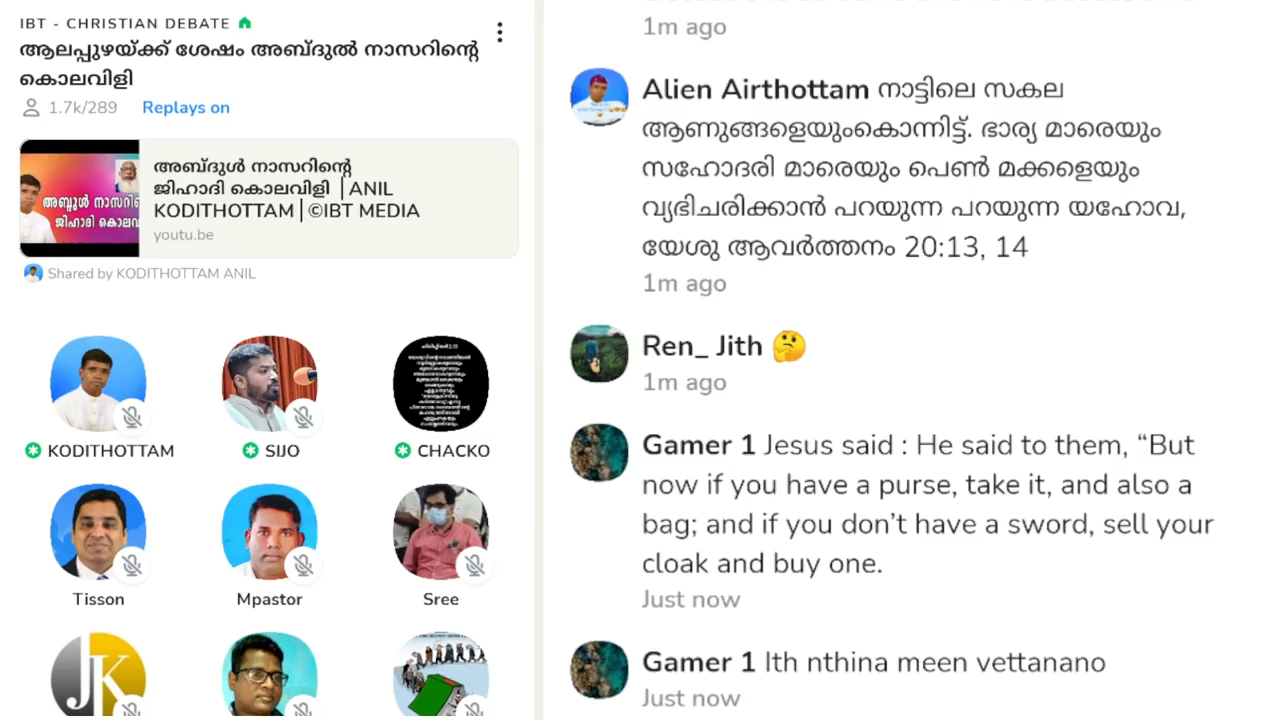 IBT - CHRISTIAN DEBATE
ആലപ്പുഴയ്ക്ക് ശേഷം അബ്ദുൽ നാസറിന്റെ
കൊലവിളി
1.7k/289 Replays on
അബ്ദുൾ നാസറിന്റെ
ജിഹാദി കൊലവിളി |ANIL
KODITHOTTAM|©IBT MEDIA
youtu.be
അബ്ദുൾ നാസറിന
ജിഹാദി കൊലവ
Shared by KODITHOTTAM ANIL
KODITHOTTAM
SIJO
CHACKO
Tisson
Mpastor
Sree
JK
1m ago
Alien Airthottam നാട്ടിലെ സകല
ആണുങ്ങളെയുംകൊന്നിട്ട്. ഭാര്യ മാരെയും
സഹോദരി മാരെയും പെൺ മക്കളെയും
വ്യഭിചരിക്കാൻ പറയുന്ന പറയുന്ന യഹോവ,
യേശു ആവർത്തനം 20:13, 14
1m ago
Ren_ Jith 🤔
1m ago
Gamer 1 Jesus said : He said to them, “But
now if you have a purse, take it, and also a
bag; and if you don’t have a sword, sell your
cloak and buy one.
Just now
Gamer 1 Ith nthina meen vettanano
Just now